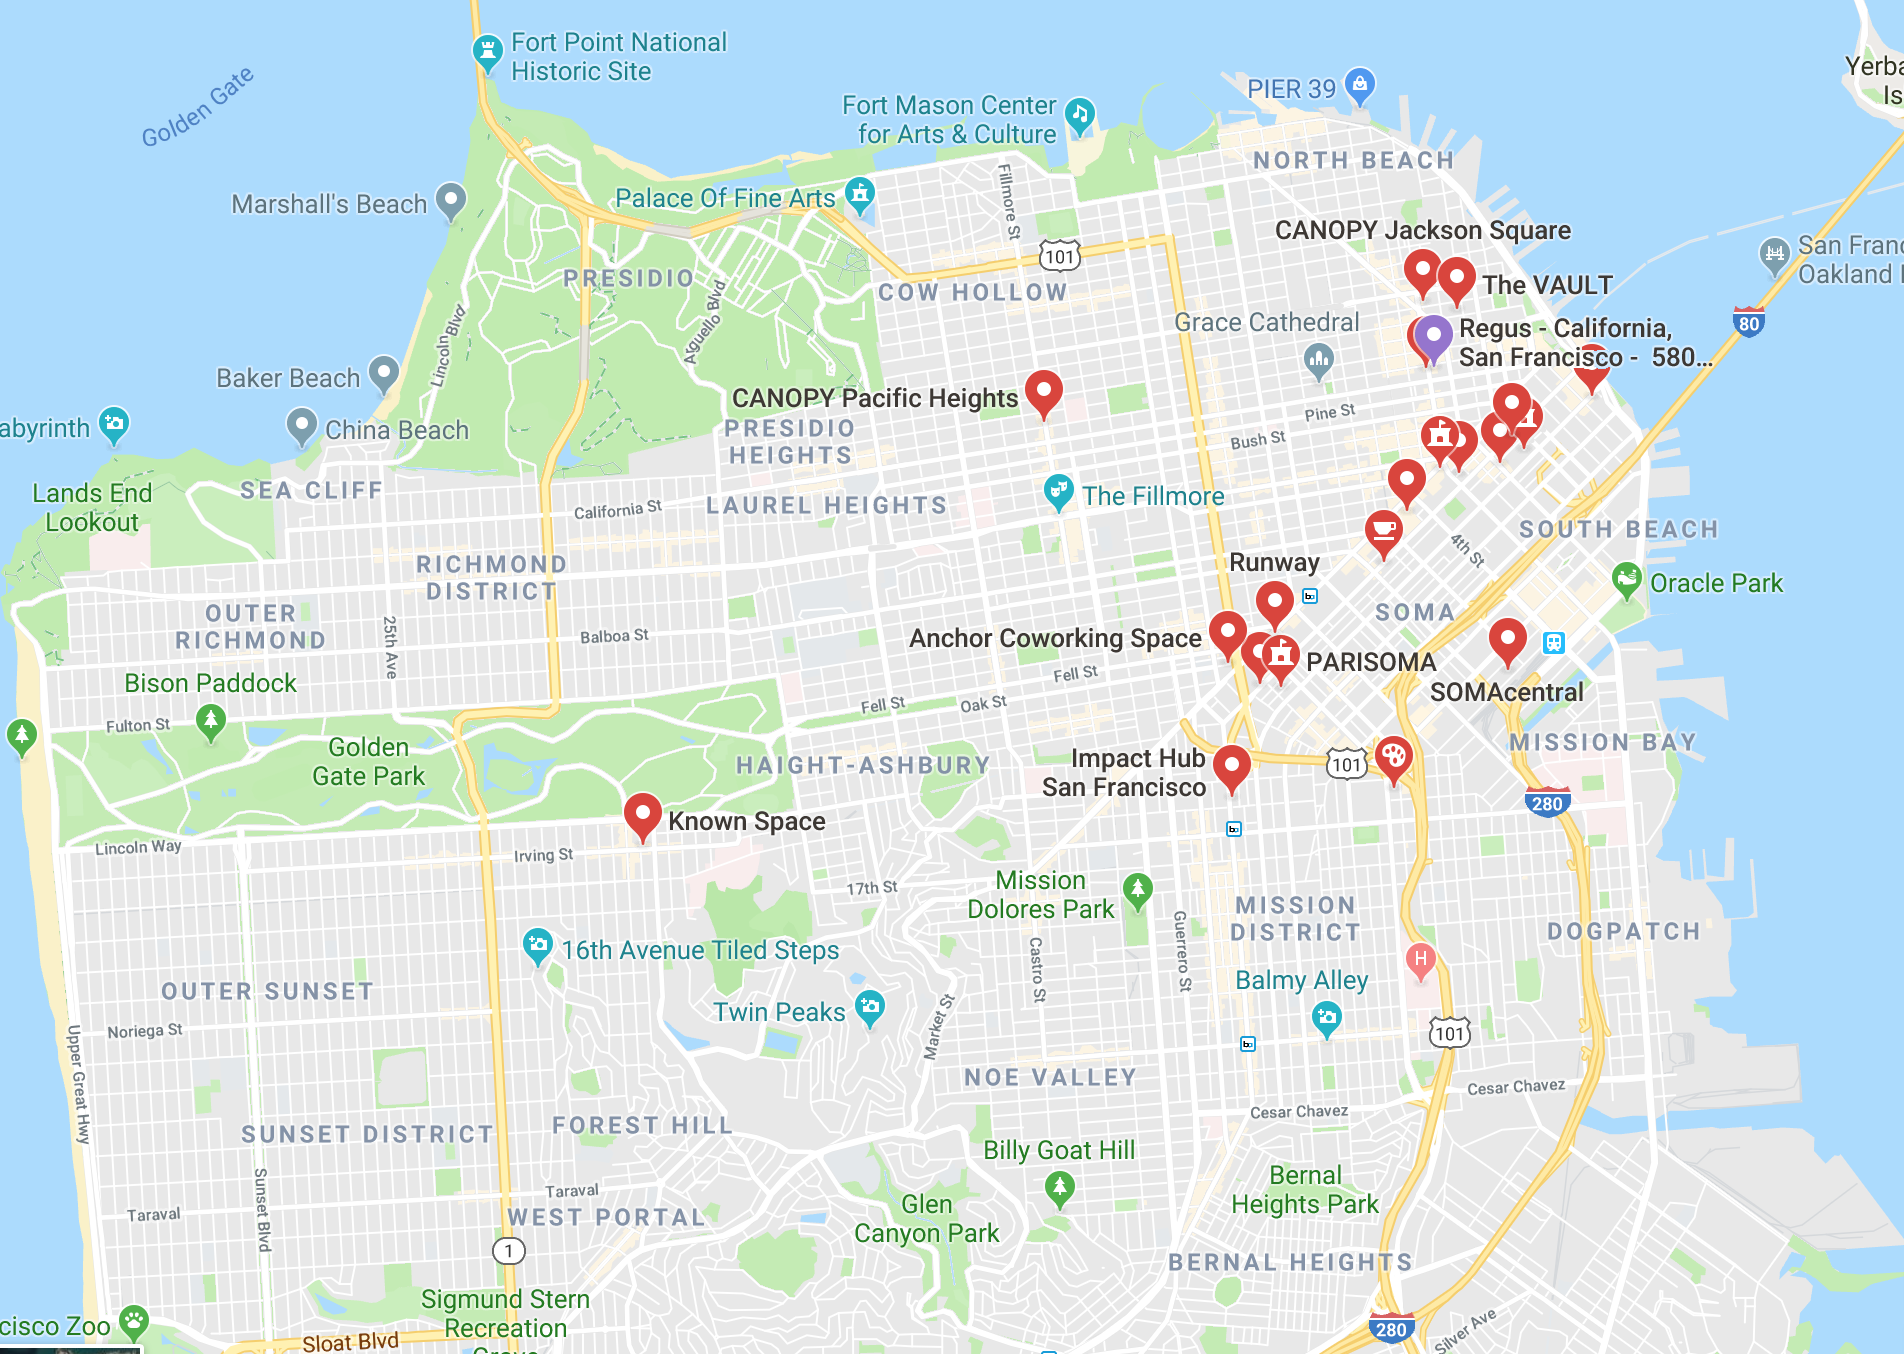 Fort Point National
Historic Site
Golden Gate
PIER 39
Yerba
Is
Fort Mason Center
for Arts & Culture
NORTH BEACH
Marshall's Beach
Palace Of Fine Arts
Fillmore St
CANOPY Jackson Square
101
San Franc
Oakland
PRESIDIO
COW HOLLOW
The VAULT
Lincoln Blvd
Arguello Blvd
Grace Cathedral
Regus - California,
San Francisco - 580...
80
Baker Beach
CANOPY Pacific Heights
Pine St
abyrinth
China Beach
PRESIDIO
HEIGHTS
Bush St
SEA CLIFF
Lands End
Lookout
California St
LAUREL HEIGHTS
The Fillmore
SOUTH BEACH
4th St
RICHMOND
DISTRICT
Runway
Oracle Park
OUTER
RICHMOND
25th Ave
Balboa St
SOMA
Anchor Coworking Space
PARISOMA
Bison Paddock
Fell St
SOMAcentral
Fulton St
Fell St
Oak St
Golden
Gate Park
HAIGHT-ASHBURY
Impact Hub
San Francisco
101
MISSION BAY
280
Known Space
Lincoln Way
Irving St
17th St
Mission
Dolores Park
MISSION
DISTRICT
Guerrero St
DOGPATCH
16th Avenue Tiled Steps
Castro St
H
Balmy Alley
OUTER SUNSET
Twin Peaks
Market St
Noriega St
101
Upper Great Hwy
NOE VALLEY
Cesar Chavez
Cesar Chavez
SUNSET DISTRICT
FOREST HILL
Billy Goat Hill
Bernal
Heights Park
Sunset Blvd
Taraval
Taraval
WEST PORTAL
Glen
Canyon Park
1
BERNAL HEIGHTS
Sigmund Stern
Recreation
cisco Zoo
Sloat Blvd
280
Silver Ave